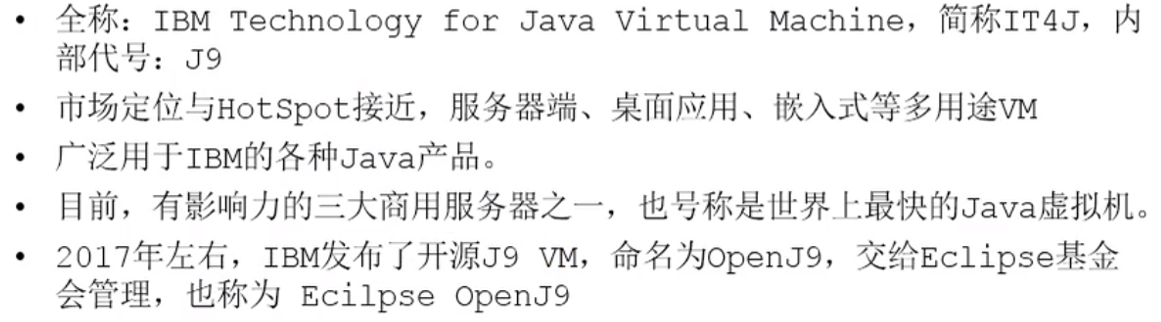 • 全称：IBM Technology for Java Virtual Machine，简称IT4J，内
部代号：J9
• 市场定位与HotSpot接近，服务器端、桌面应用、嵌入式等多用途VM
• 广泛用于IBM的各种Java产品。
• 目前，有影响力的三大商用服务器之一，也号称是世界上最快的Java虚拟机。
• 2017年左右，IBM发布了开源J9 VM，命名为OpenJ9，交给Eclipse基金
会管理，也称为 Ecilpse OpenJ9